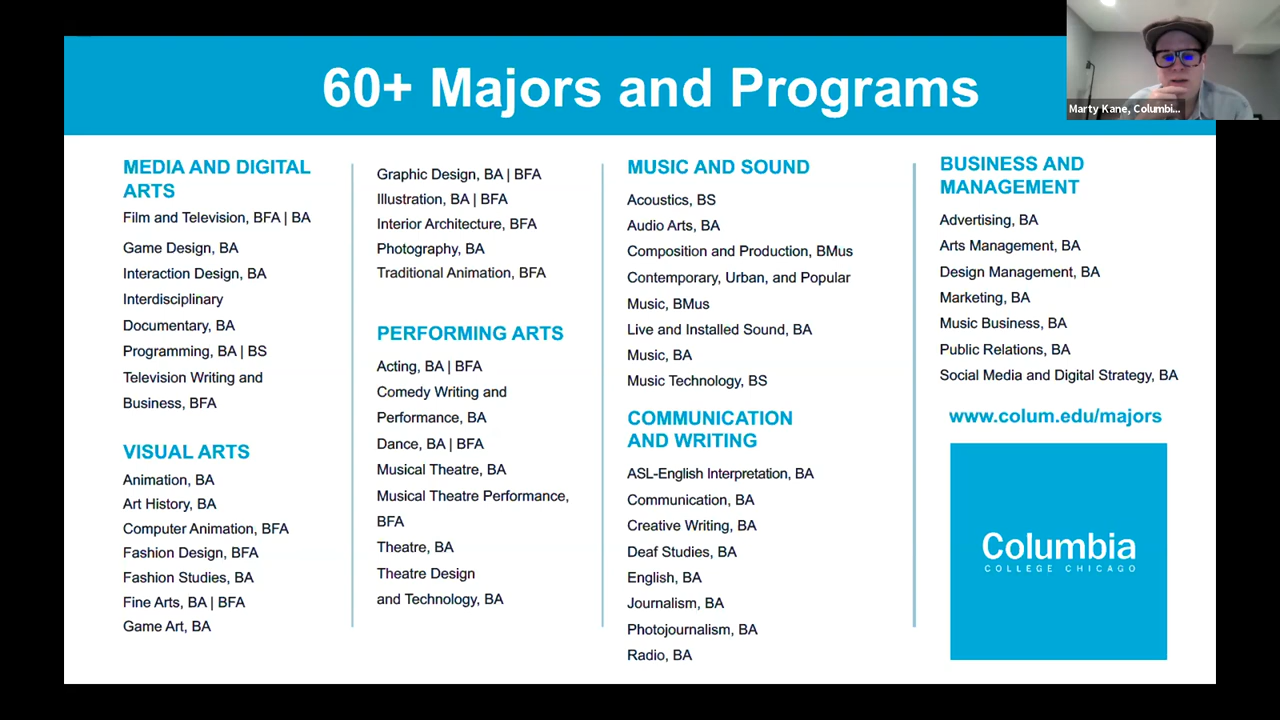 60+ Majors and Programs
Marty Kane, Columbi...
MEDIA AND DIGITAL
ARTS
Film and Television, BFA | BA
Game Design, BA
Interaction Design, BA
Interdisciplinary
Documentary, BA
Programming, BA | BS
Television Writing and
Business, BFA
VISUAL ARTS
Animation, BA
Art History, BA
Computer Animation, BFA
Fashion Design, BFA
Fashion Studies, BA
Fine Arts, BA | BFA
Game Art, BA
Graphic Design, BA | BFA
Illustration, BA | BFA
Interior Architecture, BFA
Photography, BA
Traditional Animation, BFA
PERFORMING ARTS
Acting, BA | BFA
Comedy Writing and
Performance, BA
Dance, BA | BFA
Musical Theatre, BA
Musical Theatre Performance,
BFA
Theatre, BA
Theatre Design
and Technology, BA
MUSIC AND SOUND
Acoustics, BS
Audio Arts, BA
Composition and Production, BMus
Contemporary, Urban, and Popular
Music, BMus
Live and Installed Sound, BA
Music, BA
Music Technology, BS
COMMUNICATION
AND WRITING
ASL-English Interpretation, BA
Communication, BA
Creative Writing, BA
Deaf Studies, BA
English, BA
Journalism, BA
Photojournalism, BA
Radio, BA
BUSINESS AND
MANAGEMENT
Advertising, BA
Arts Management, BA
Design Management, BA
Marketing, BA
Music Business, BA
Public Relations, BA
Social Media and Digital Strategy, BA
www.colum.edu/majors
Columbia
COLLEGE CHICAGO